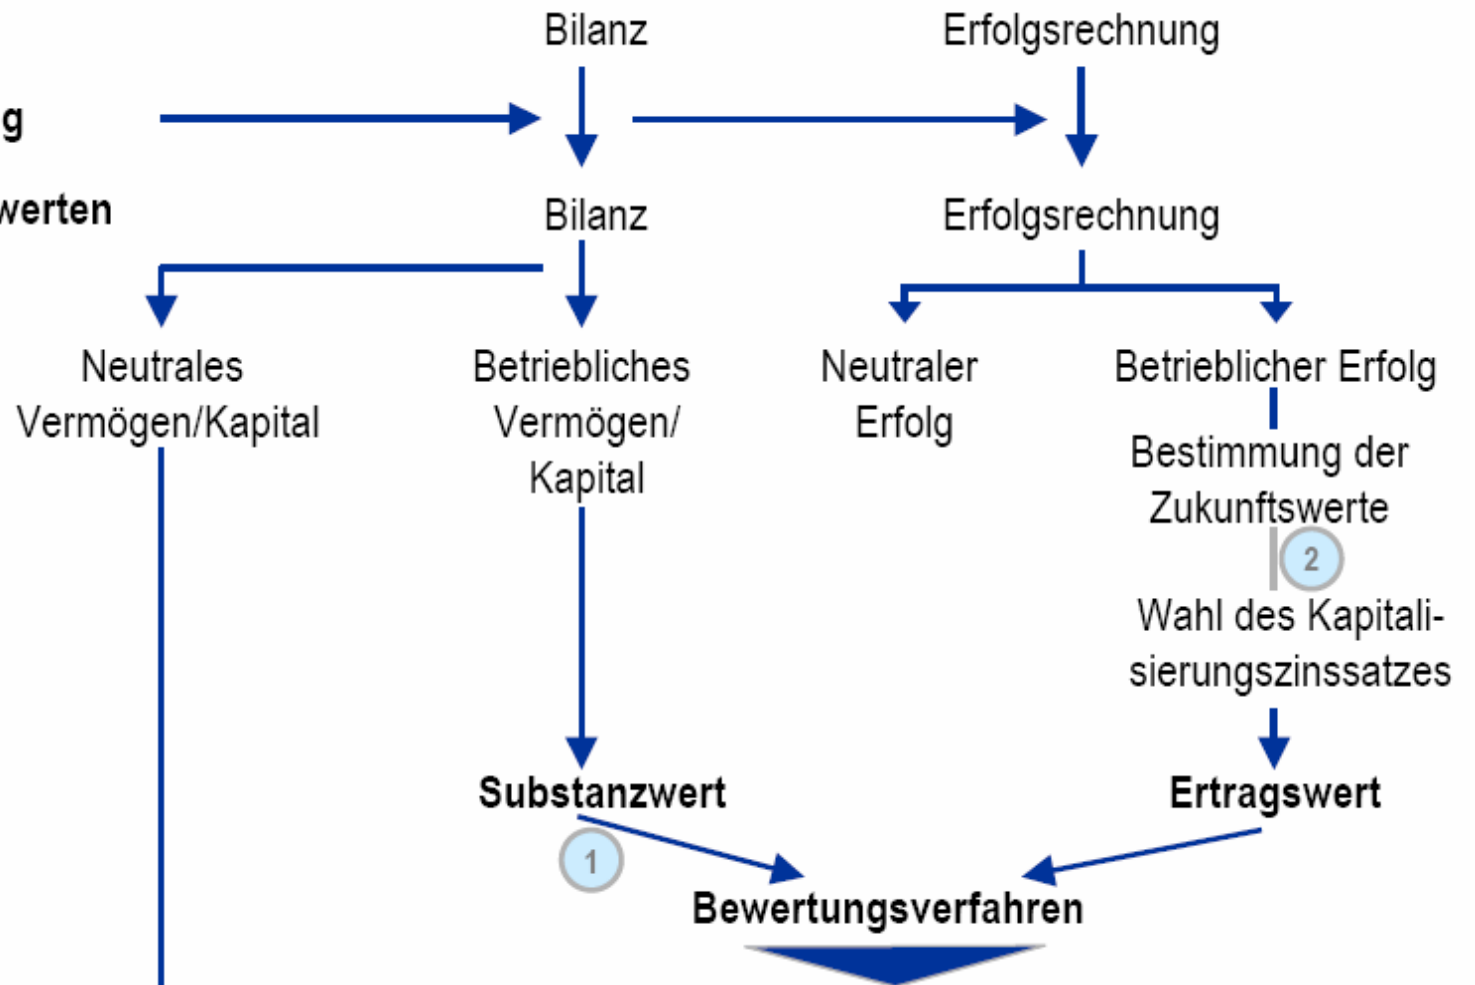 Bilanz
Erfolgsrechnung
g
werten
Bilanz
Erfolgsrechnung
Neutrales
Vermögen/Kapital
Betriebliches
Vermögen/
Kapital
Neutraler
Erfolg
Betrieblicher Erfolg
Bestimmung der
Zukunftswerte
2
Wahl des Kapitali-
sierungszinssatzes
Substanzwert
Ertragswert
1
Bewertungsverfahren